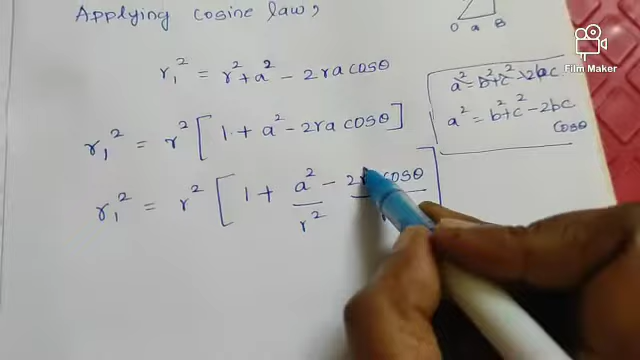 Applying cosine law,
O a B
Film Maker
r₁² = r² + a² - 2ra cosθ
a² = b² + c² - 2bc
a² = b² + c² - 2bc
cosθ
r₁² = r² [ 1 + a² - 2ra cosθ ]
r₁² = r² [ 1 + a²/r² - 2r cosθ ]